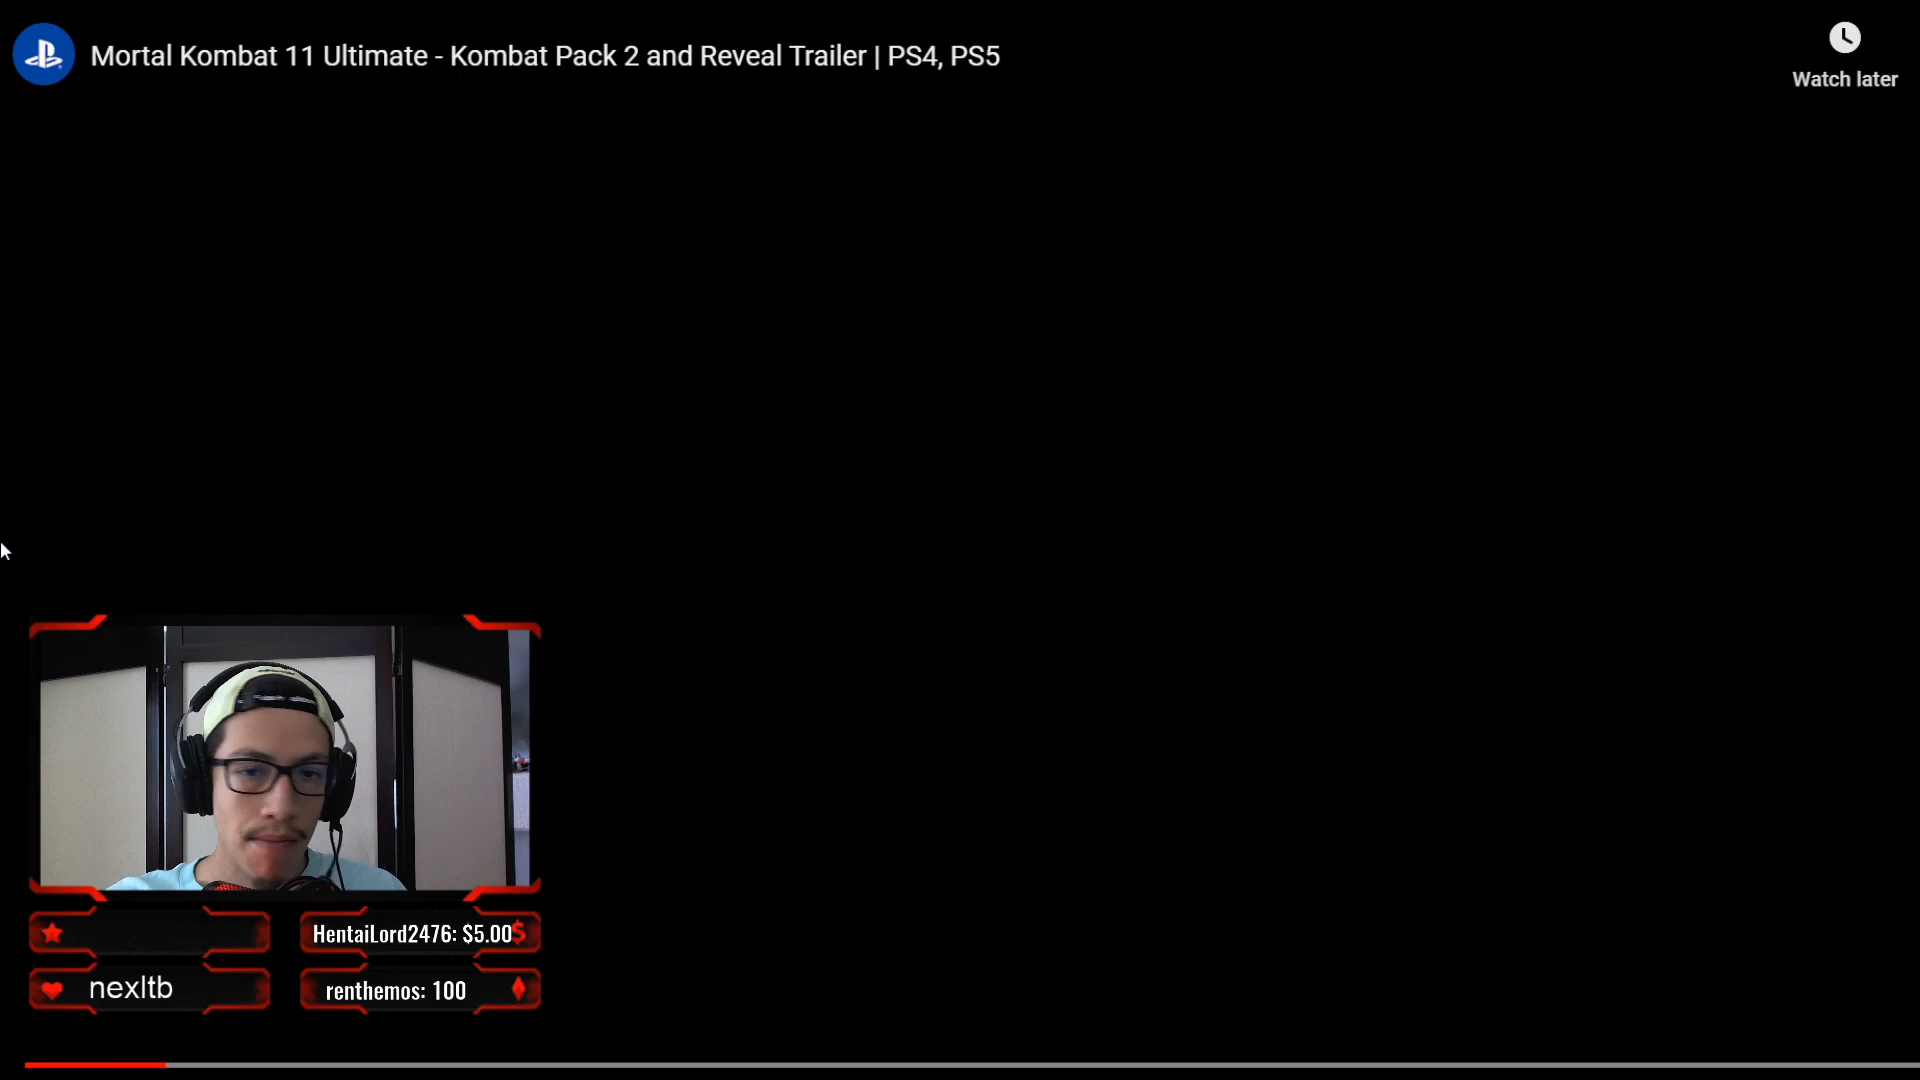 Mortal Kombat 11 Ultimate - Kombat Pack 2 and Reveal Trailer | PS4, PS5
Watch later
HentaiLord2476: $5.00$
nexltb
renthemos: 100